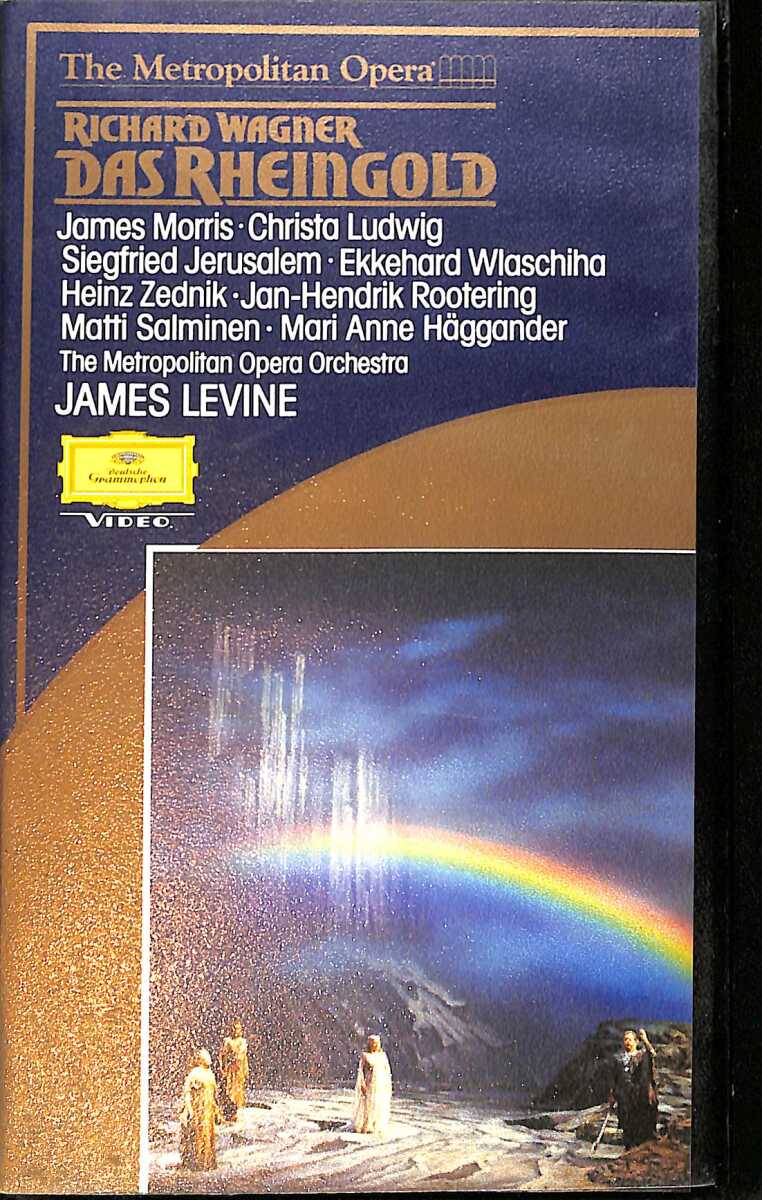 The Metropolitan Opera®
RICHARD WAGNER
DAS RHEINGOLD
James Morris · Christa Ludwig
Siegfried Jerusalem · Ekkehard Wlaschiha
Heinz Zednik · Jan-Hendrik Rootering
Matti Salminen · Mari Anne Häggander
The Metropolitan Opera Orchestra
JAMES LEVINE
Deutsche
Grammophon
VIDEO